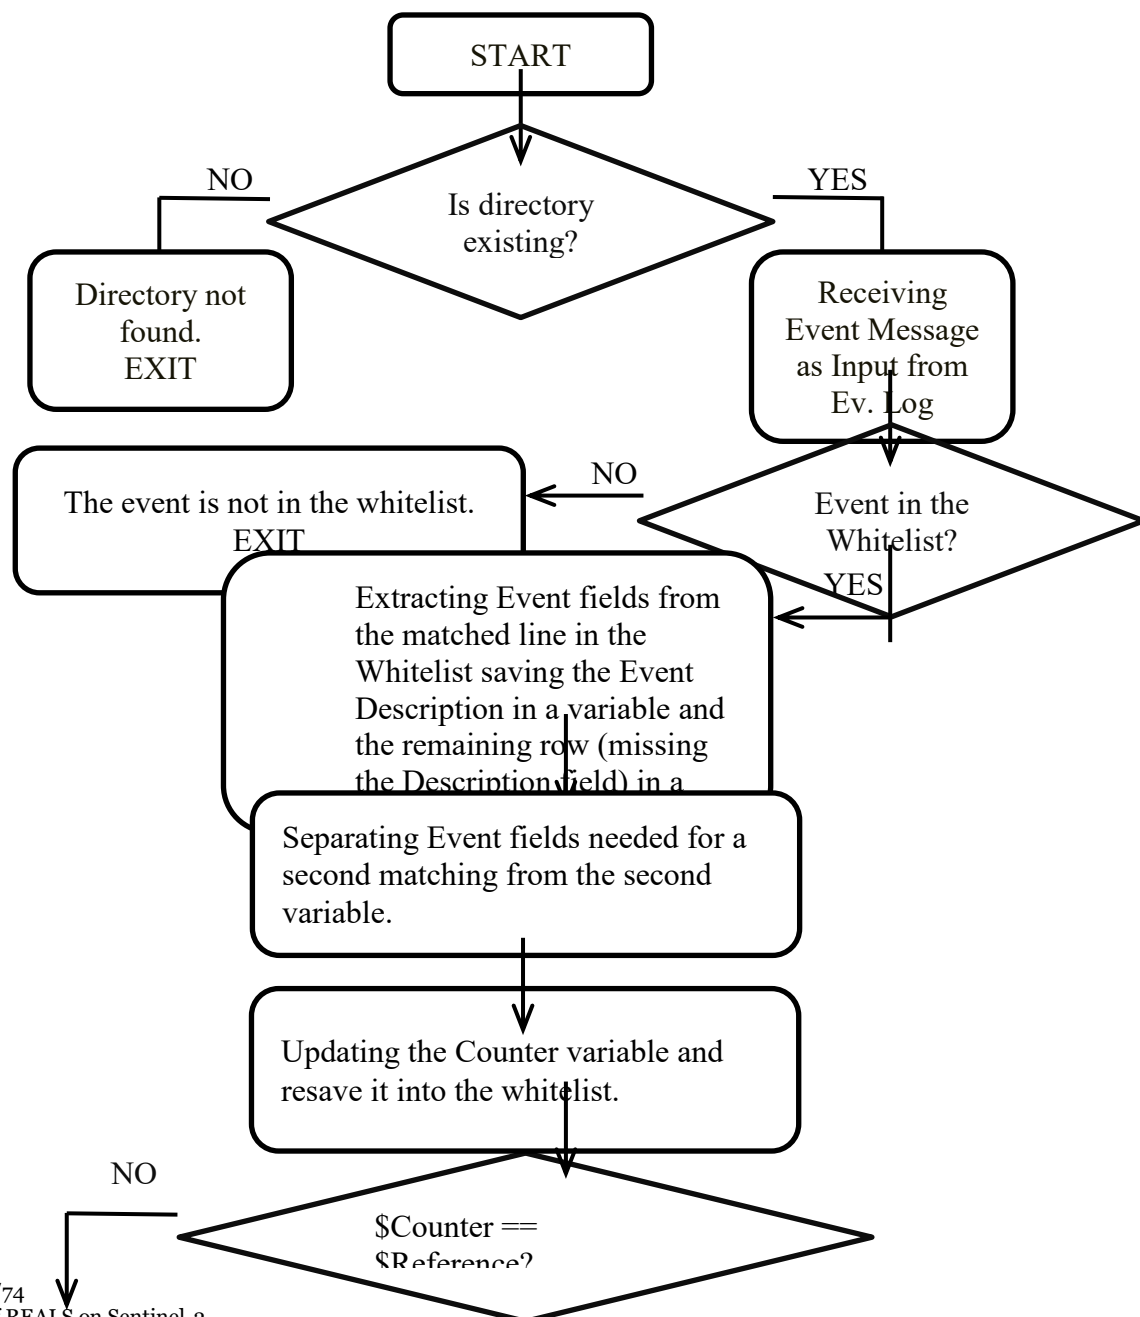 START
NO
YES
Is directory
existing?
Directory not
found.
EXIT
Receiving
Event Message
as Input from
Ev. Log
NO
The event is not in the whitelist.
EXIT
Event in the
Whitelist?
YES
Extracting Event fields from
the matched line in the
Whitelist saving the Event
Description in a variable and
the remaining row (missing
the Description field) in a
Separating Event fields needed for a
second matching from the second
variable.
Updating the Counter variable and
resave it into the whitelist.
NO
$Counter ==
$Reference?
/74
REALS on Sentinel-a